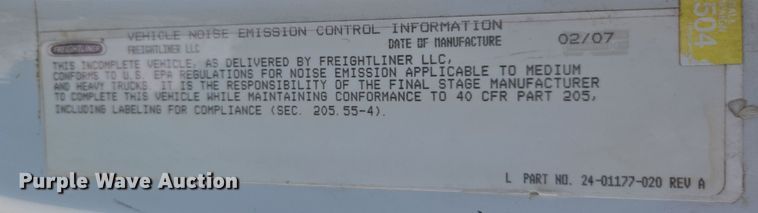 VEHICLE NOISE EMISSION CONTROL INFORMATION
FREIGHTLINER
FREIGHTLINER LLC
DATE OF MANUFACTURE 02/07
THIS INCOMPLETE VEHICLE, AS DELIVERED BY FREIGHTLINER LLC,
CONFORMS TO U.S. EPA REGULATIONS FOR NOISE EMISSION APPLICABLE TO MEDIUM
AND HEAVY TRUCKS. IT IS THE RESPONSIBILITY OF THE FINAL STAGE MANUFACTURER
TO COMPLETE THIS VEHICLE WHILE MAINTAINING CONFORMANCE TO 40 CFR PART 205,
INCLUDING LABELING FOR COMPLIANCE (SEC. 205.55-4).
L PART NO. 24-01177-020 REV A
504
Purple Wave Auction